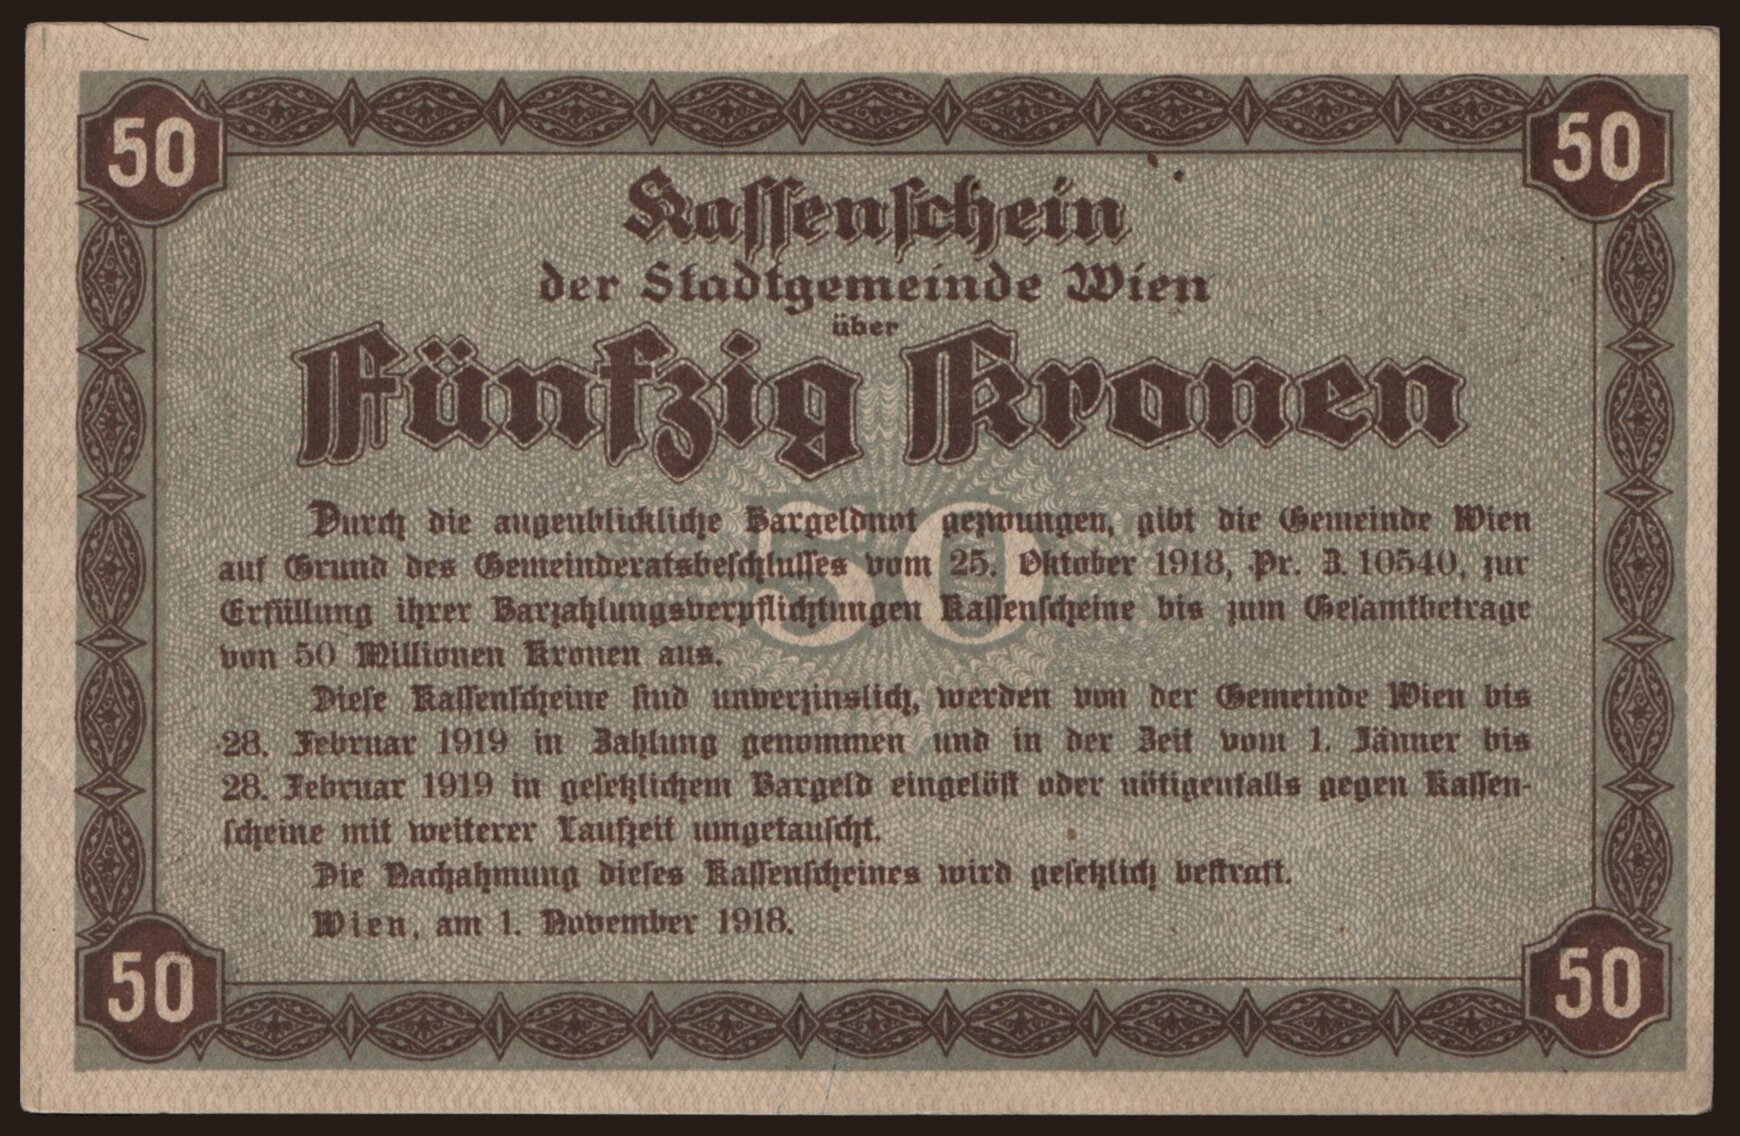 50 50
Kassenschein
der Stadtgemeinde Wien
über
Fünfzig Kronen
50
Durch die augenblickliche Bargeldnot gezwungen, gibt die Gemeinde Wien
auf Grund des Gemeinderatsbeschlusses vom 25. Oktober 1918, Pr. Z. 10540, zur
Erfüllung ihrer Barzahlungsverpflichtungen Kassenscheine bis zum Gesamtbetrage
von 50 Millionen Kronen aus.
Diese Kassenscheine sind unverzinslich, werden von der Gemeinde Wien bis
28. Februar 1919 in Zahlung genommen und in der Zeit vom 1. Jänner bis
28. Februar 1919 in gesetzlichem Bargeld eingelöst oder nötigenfalls gegen Kassen-
scheine mit weiterer Laufzeit umgetauscht.
Die Nachahmung dieses Kassenscheines wird gesetzlich bestraft.
Wien, am 1. November 1918.
50 50